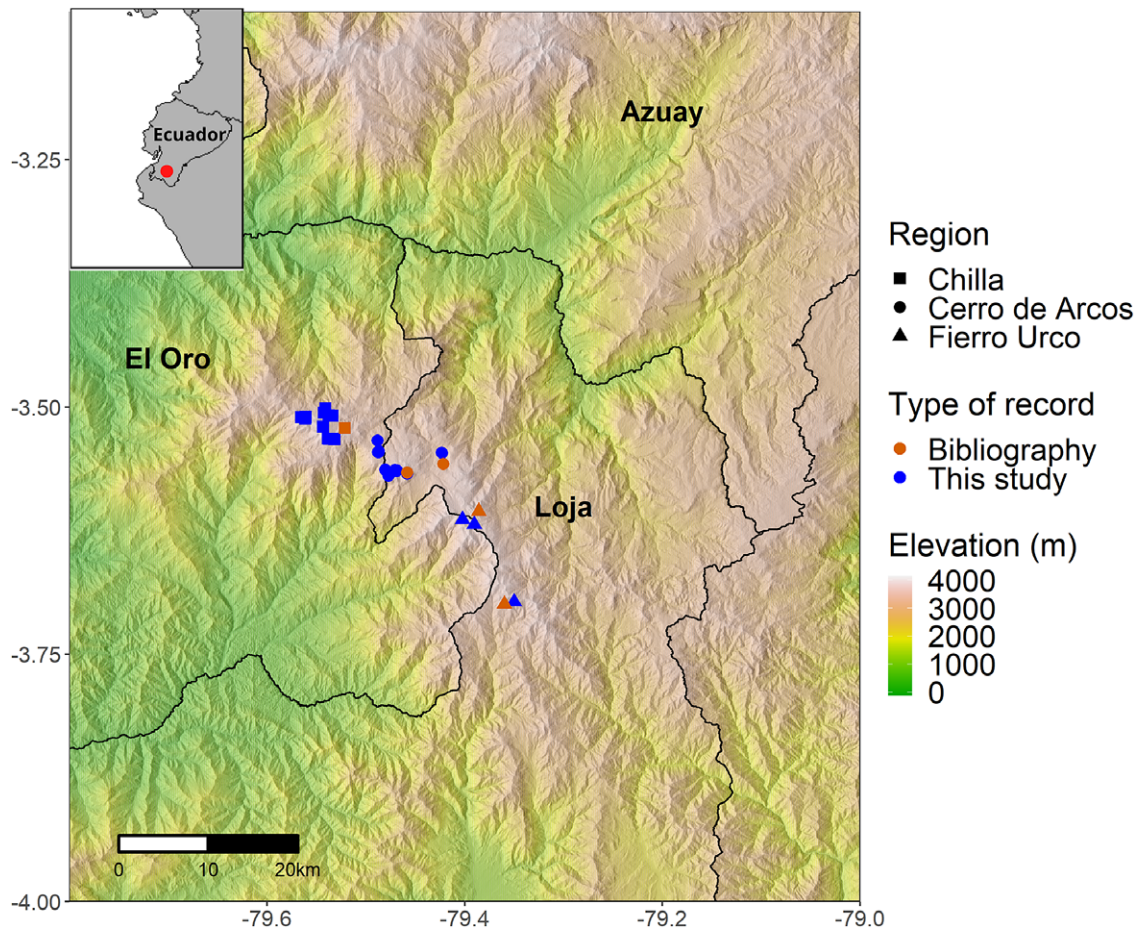 Ecuador
Azuay
El Oro
Loja
-3.25
-3.50
-3.75
-4.00
-79.6
-79.4
-79.2
-79.0
0
10
20km
Region
Chilla
Cerro de Arcos
Fierro Urco
Type of record
Bibliography
This study
Elevation (m)
4000
3000
2000
1000
0